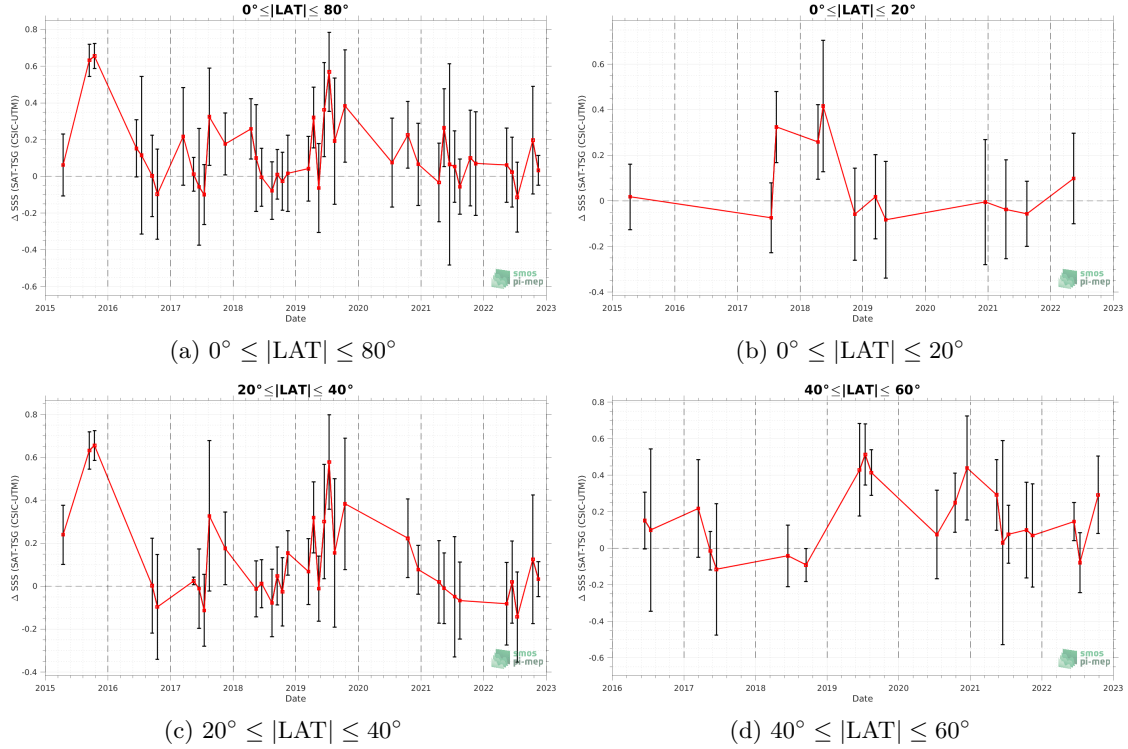 0°≤|LAT|≤ 80°
Δ SSS (SAT-TSG (CSIC-UTM))
0.8
0.6
0.4
0.2
0
-0.2
-0.4
-0.6
2015 2016 2017 2018 2019 2020 2021 2022 2023
Date
smos
pi-mep
(a) 0° ≤ |LAT| ≤ 80°
0°≤|LAT|≤ 20°
Δ SSS (SAT-TSG (CSIC-UTM))
0.8
0.6
0.4
0.2
0
-0.2
-0.4
2015 2016 2017 2018 2019 2020 2021 2022 2023
Date
smos
pi-mep
(b) 0° ≤ |LAT| ≤ 20°
20°≤|LAT|≤ 40°
Δ SSS (SAT-TSG (CSIC-UTM))
0.8
0.6
0.4
0.2
0
-0.2
-0.4
2015 2016 2017 2018 2019 2020 2021 2022 2023
Date
smos
pi-mep
(c) 20° ≤ |LAT| ≤ 40°
40°≤|LAT|≤ 60°
Δ SSS (SAT-TSG (CSIC-UTM))
0.8
0.6
0.4
0.2
0
-0.2
-0.4
-0.6
2016 2017 2018 2019 2020 2021 2022 2023
Date
smos
pi-mep
(d) 40° ≤ |LAT| ≤ 60°